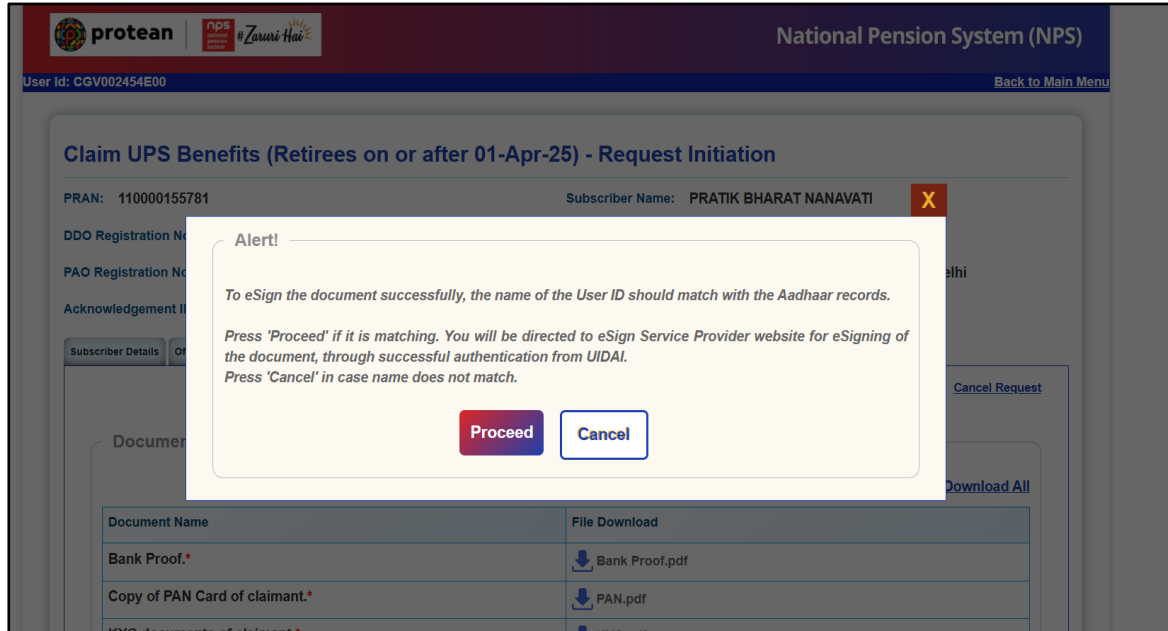 protean
nps
#Zaruri Hai
National Pension System (NPS)
User Id: CGV002454E00
Back to Main Menu
Claim UPS Benefits (Retirees on or after 01-Apr-25) - Request Initiation
PRAN: 110000155781
Subscriber Name: PRATIK BHARAT NANAVATI
X
DDO Registration No
PAO Registration No
elhi
Acknowledgement I
Subscriber Details
Of
Alert!
To eSign the document successfully, the name of the User ID should match with the Aadhaar records.
Press 'Proceed' if it is matching. You will be directed to eSign Service Provider website for eSigning of
the document, through successful authentication from UIDAI.
Press 'Cancel' in case name does not match.
Proceed
Cancel
Cancel Request
Documen
Download All
Document Name
File Download
Bank Proof.*
Bank Proof.pdf
Copy of PAN Card of claimant.*
PAN.pdf